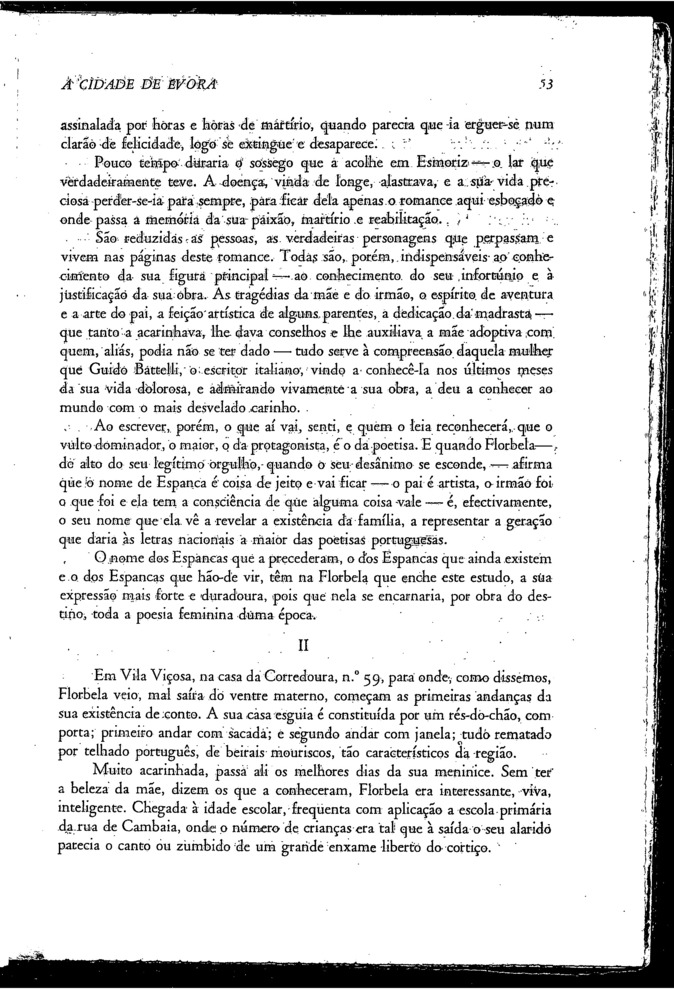 A CIDADE DE EVORA 53
assinalada por horas e horas de martírio, quando parecia que ia erguer-se num
clarão de felicidade, logo se extingue e desaparece.
Pouco tempo duraria o sossego que a acolhe em Esmoriz — o lar que
verdadeiramente teve. A doença, vinda de longe, alastrava, e a sua vida pre-
ciosa perder-se-ia para sempre, para ficar dela apenas o romance aqui esboçado e
onde passa a memória da sua paixão, martírio e reabilitação.
São reduzidas as pessoas, as verdadeiras personagens que perpassam e
vivem nas páginas deste romance. Todas são, porém, indispensáveis ao conhe-
cimento da sua figura principal — ao conhecimento do seu infortúnio e à
justificação da sua obra. As tragédias da mãe e do irmão, o espírito de aventura
e a arte do pai, a feição artística de alguns parentes, a dedicação da madrasta —
que tanto a acarinhava, lhe dava conselhos e lhe auxiliava a mãe adoptiva com
quem, aliás, podia não se ter dado — tudo serve à compreensão daquela mulher
que Guido Battelli, o escritor italiano, vindo a conhecê-la nos últimos meses
da sua vida dolorosa, e admirando vivamente a sua obra, a deu a conhecer ao
mundo com o mais desvelado carinho.
Ao escrever, porém, o que aí vai, senti, e quem o leia reconhecerá, que o
vulto dominador, o maior, o da protagonista, é o da poetisa. E quando Florbela —,
do alto do seu legítimo orgulho, quando o seu desânimo se esconde, — afirma
que o nome de Espanca é coisa de jeito e vai ficar — o pai é artista, o irmão foi
o que foi e ela tem a consciência de que alguma coisa vale — é, efectivamente,
o seu nome que ela vê a revelar a existência da família, a representar a geração
que daria às letras nacionais a maior das poetisas portuguesas.
O nome dos Espancas que a precederam, o dos Espancas que ainda existem
e o dos Espancas que hão-de vir, têm na Florbela que enche este estudo, a sua
expressão mais forte e duradoura, pois que nela se encarnaria, por obra do des-
tino, toda a poesia feminina duma época.
II
Em Vila Viçosa, na casa da Corredoura, n.º 59, para onde, como dissemos,
Florbela veio, mal saíra do ventre materno, começam as primeiras andanças da
sua existência de conto. A sua casa esguia é constituída por um rés-do-chão, com
porta; primeiro andar com sacada; e segundo andar com janela; tudo rematado
por telhado português, de beirais mouriscos, tão característicos da região.
Muito acarinhada, passa ali os melhores dias da sua meninice. Sem ter
a beleza da mãe, dizem os que a conheceram, Florbela era interessante, viva,
inteligente. Chegada à idade escolar, freqüenta com aplicação a escola primária
da rua de Cambaia, onde o número de crianças era tal que à saída o seu alarido
parecia o canto ou zumbido de um grande enxame liberto do cortiço.